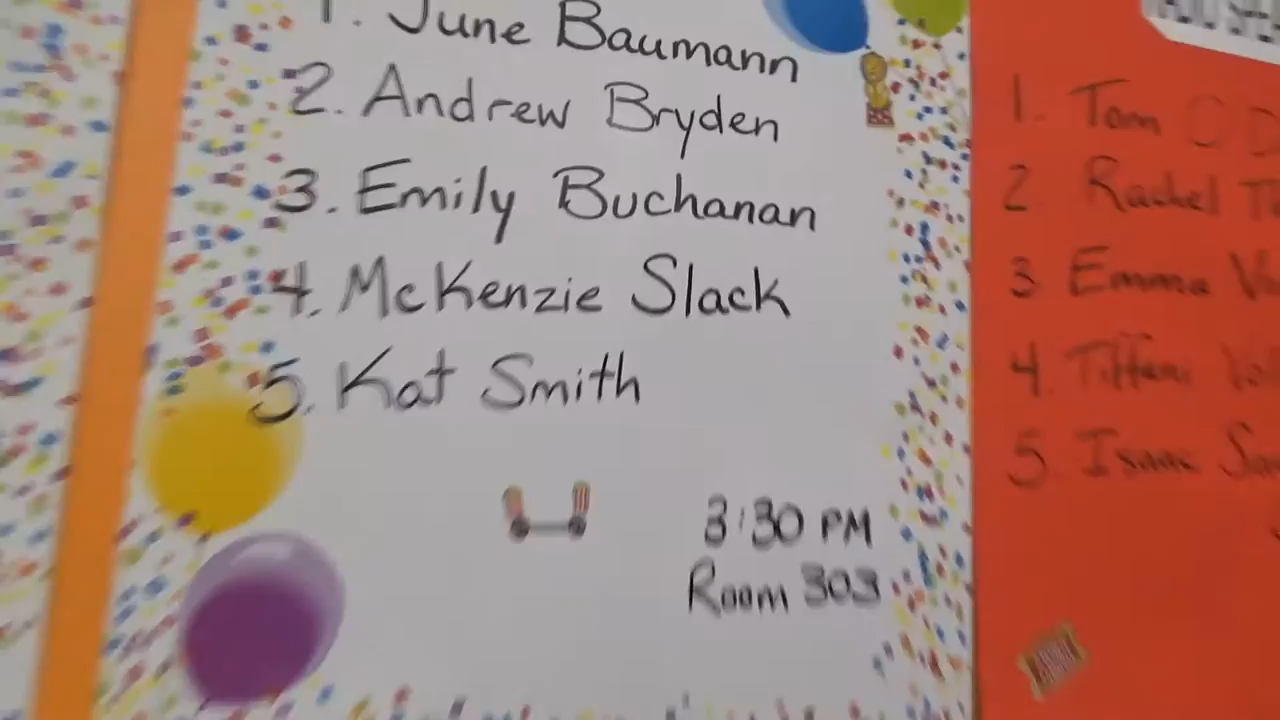 1. June Baumann
2. Andrew Bryden
3. Emily Buchanan
4. McKenzie Slack
5. Kat Smith
3:30 PM
Room 303
1. Tom
2 Rachel
3 Emma
4. Tiffani
5 Isaac